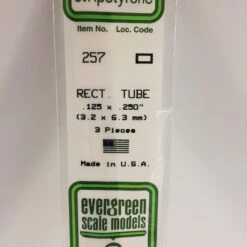 Item No. Loc. Code
257
RECT. TUBE
.125 x .250"
(3.2 x 6.3 mm)
3 Pieces
Made in U.S.A.
evergreen
scale models